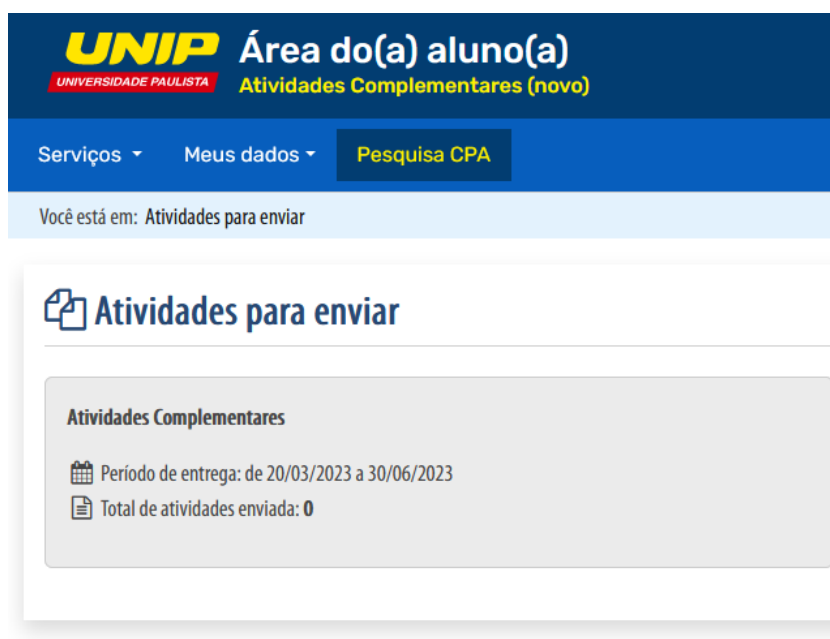 UNIP
UNIVERSIDADE PAULISTA
Área do(a) aluno(a)
Atividades Complementares (novo)
Serviços Meus dados Pesquisa CPA
Você está em: Atividades para enviar
Atividades para enviar
Atividades Complementares
Período de entrega: de 20/03/2023 a 30/06/2023
Total de atividades enviada: 0